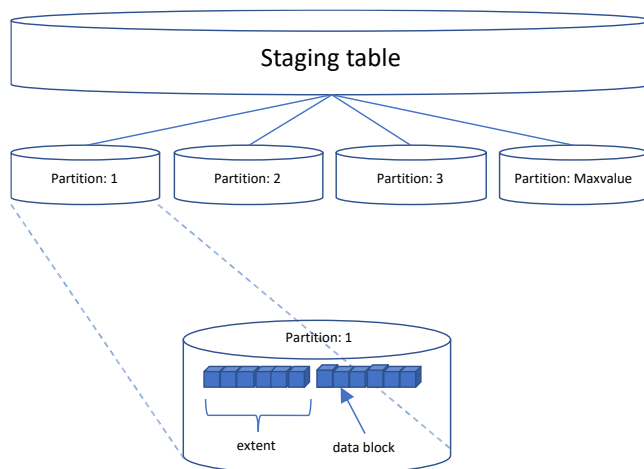 Staging table
Partition: 1
Partition: 2
Partition: 3
Partition: Maxvalue
Partition: 1
extent
data block